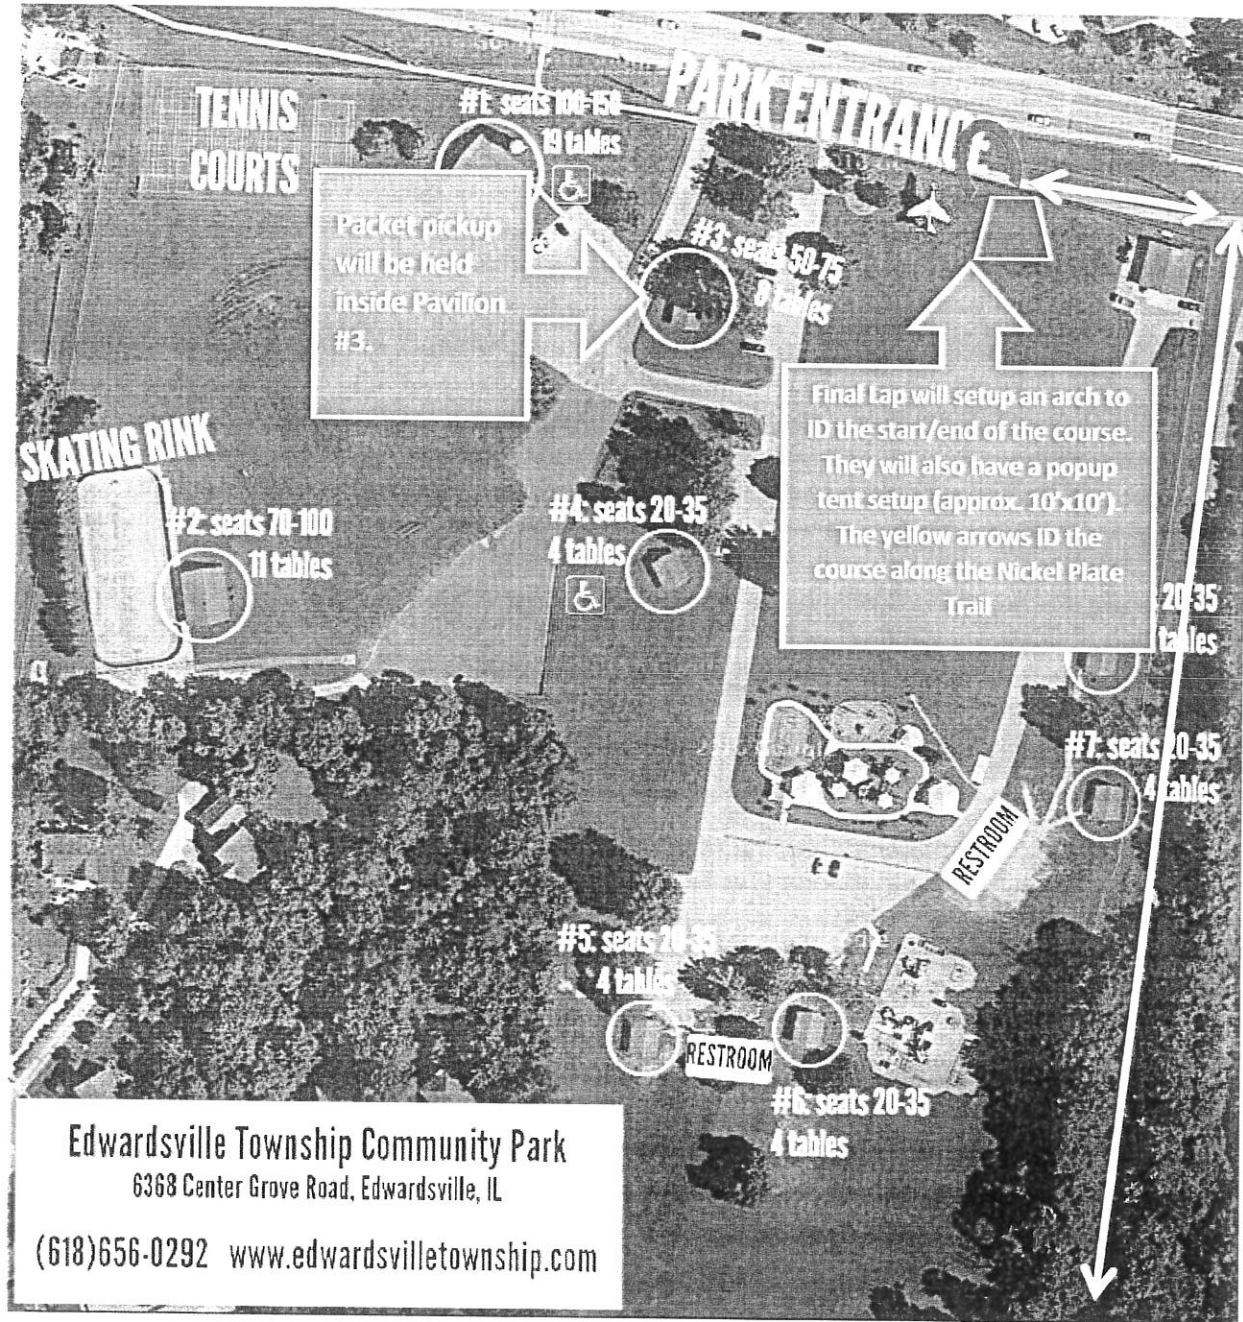 PARK ENTRANCE
TENNIS
COURTS
#1: seats 100-150
19 tables
Packet pickup
will be held
inside Pavilion
#3.
#3: seats 50-75
8 tables
Final Lap will setup an arch to
ID the start/end of the course.
They will also have a popup
tent setup (approx. 10'x10').
The yellow arrows ID the
course along the Nickel Plate
Trail
SKATING RINK
#2: seats 70-100
11 tables
#4: seats 20-35
4 tables
20-35
tables
#7: seats 20-35
4 tables
RESTROOM
#5: seats 20-35
4 tables
RESTROOM
#6: seats 20-35
4 tables
Edwardsville Township Community Park
6368 Center Grove Road, Edwardsville, IL
(618)656-0292 www.edwardsvilletownship.com